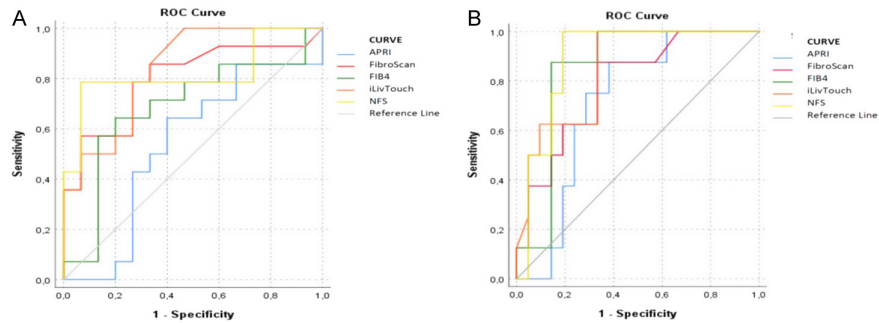 A
ROC Curve
Sensitivity
1,0
0,8
0,6
0,4
0,2
0,0
0,0 0,2 0,4 0,6 0,8 1,0
1 - Specificity
CURVE
APRI
FibroScan
FIB4
iLivTouch
NFS
Reference Line
B
ROC Curve
Sensitivity
1,0
0,8
0,6
0,4
0,2
0,0
0,0 0,2 0,4 0,6 0,8 1,0
1 - Specificity
CURVE
APRI
FibroScan
FIB4
iLivTouch
NFS
Reference Line